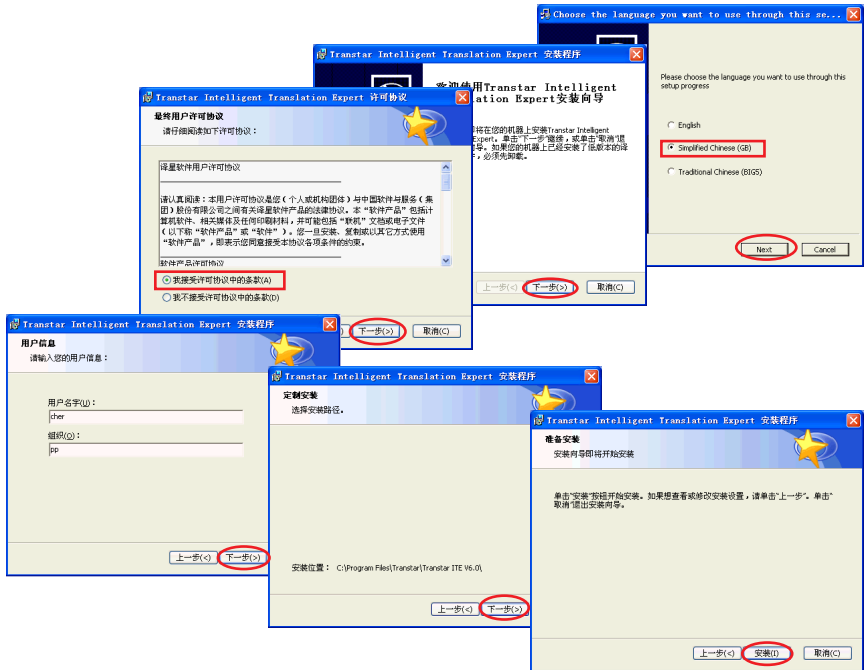 Choose the language you want to use through this se...
Please choose the language you want to use through this
setup progress
English
Simplified Chinese (GB)
Traditional Chinese (BIG5)
Next
Cancel
Transtar Intelligent Translation Expert 安装程序
欢迎使用Transtar Intelligent
ation Expert安装向导
将在您的机器上安装Transtar Intelligent
Expert。单击“下一步”继续，或单击“取消”退
导。如果您的机器上已经安装了低版本的译
，必须先卸载。
上一步(<)
下一步(>)
取消(C)
Transtar Intelligent Translation Expert 许可协议
最终用户许可协议
请仔细阅读如下许可协议：
译星软件用户许可协议
请认真阅读：本用户许可协议是您（个人或机构团体）与中国软件与服务（集
团）股份有限公司之间有关译星软件产品的法律协议。本“软件产品”包括计
算机软件、相关媒体及任何印刷材料，并可能包括“联机”文档或电子文件
（以下称“软件产品”或“软件”）。您一旦安装、复制或以其它方式使用
“软件产品”，即表示您同意接受本协议各项条件的约束。
软件产品许可协议
我接受许可协议中的条款(A)
我不接受许可协议中的条款(D)
)
下一步(>)
取消(C)
Transtar Intelligent Translation Expert 安装程序
用户信息
请输入您的用户信息：
用户名字(U)：
cher
组织(O)：
pp
上一步(<)
下一步(>)
Transtar Intelligent Translation Expert 安装程序
定制安装
选择安装路径。
安装位置： C:\Program Files\Transtar\Transtar ITE V6.0\
上一步(<)
下一步(>)
Transtar Intelligent Translation Expert 安装程序
准备安装
安装向导即将开始安装
单击“安装”按钮开始安装。如果想查看或修改安装设置，请单击“上一步”。单击“
取消”退出安装向导。
上一步(<)
安装(I)
取消(C)